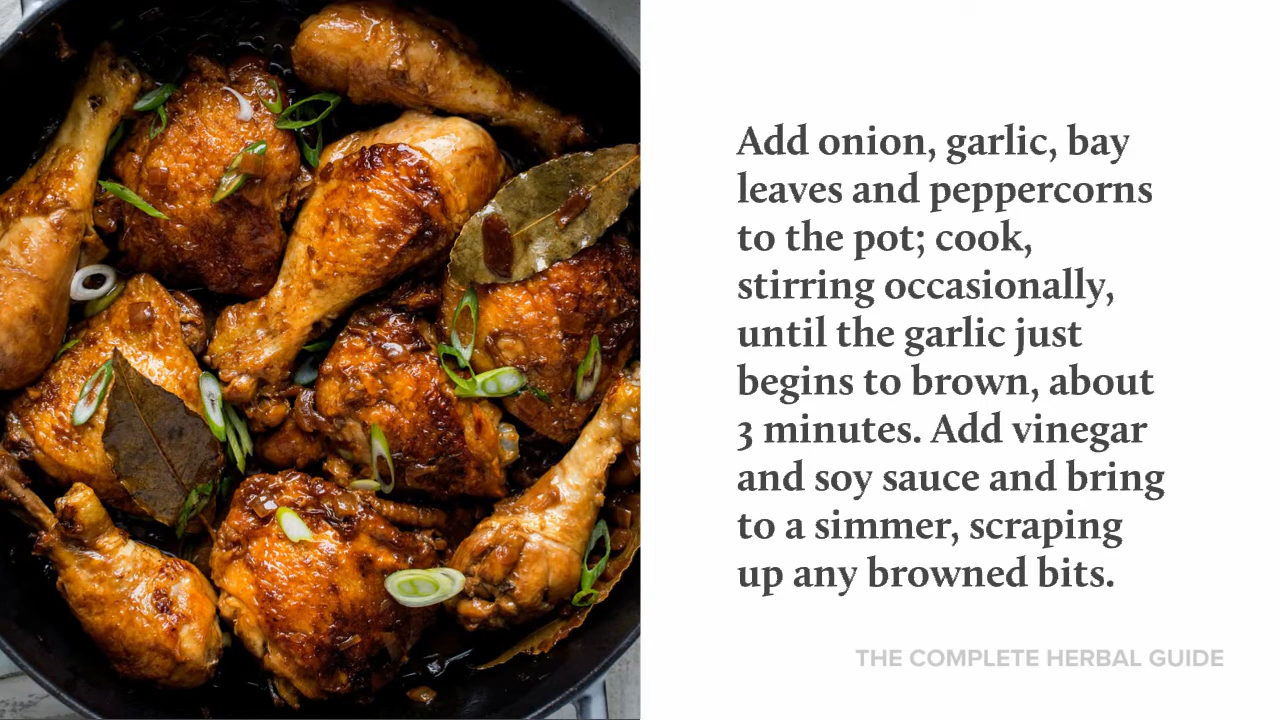 Add onion, garlic, bay
leaves and peppercorns
to the pot; cook,
stirring occasionally,
until the garlic just
begins to brown, about
3 minutes. Add vinegar
and soy sauce and bring
to a simmer, scraping
up any browned bits.
THE COMPLETE HERBAL GUIDE